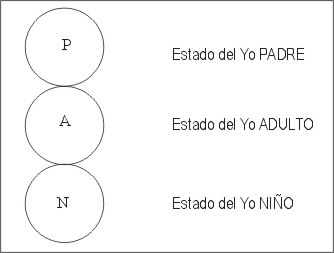 P Estado del Yo PADRE
A Estado del Yo ADULTO
N Estado del Yo NIÑO